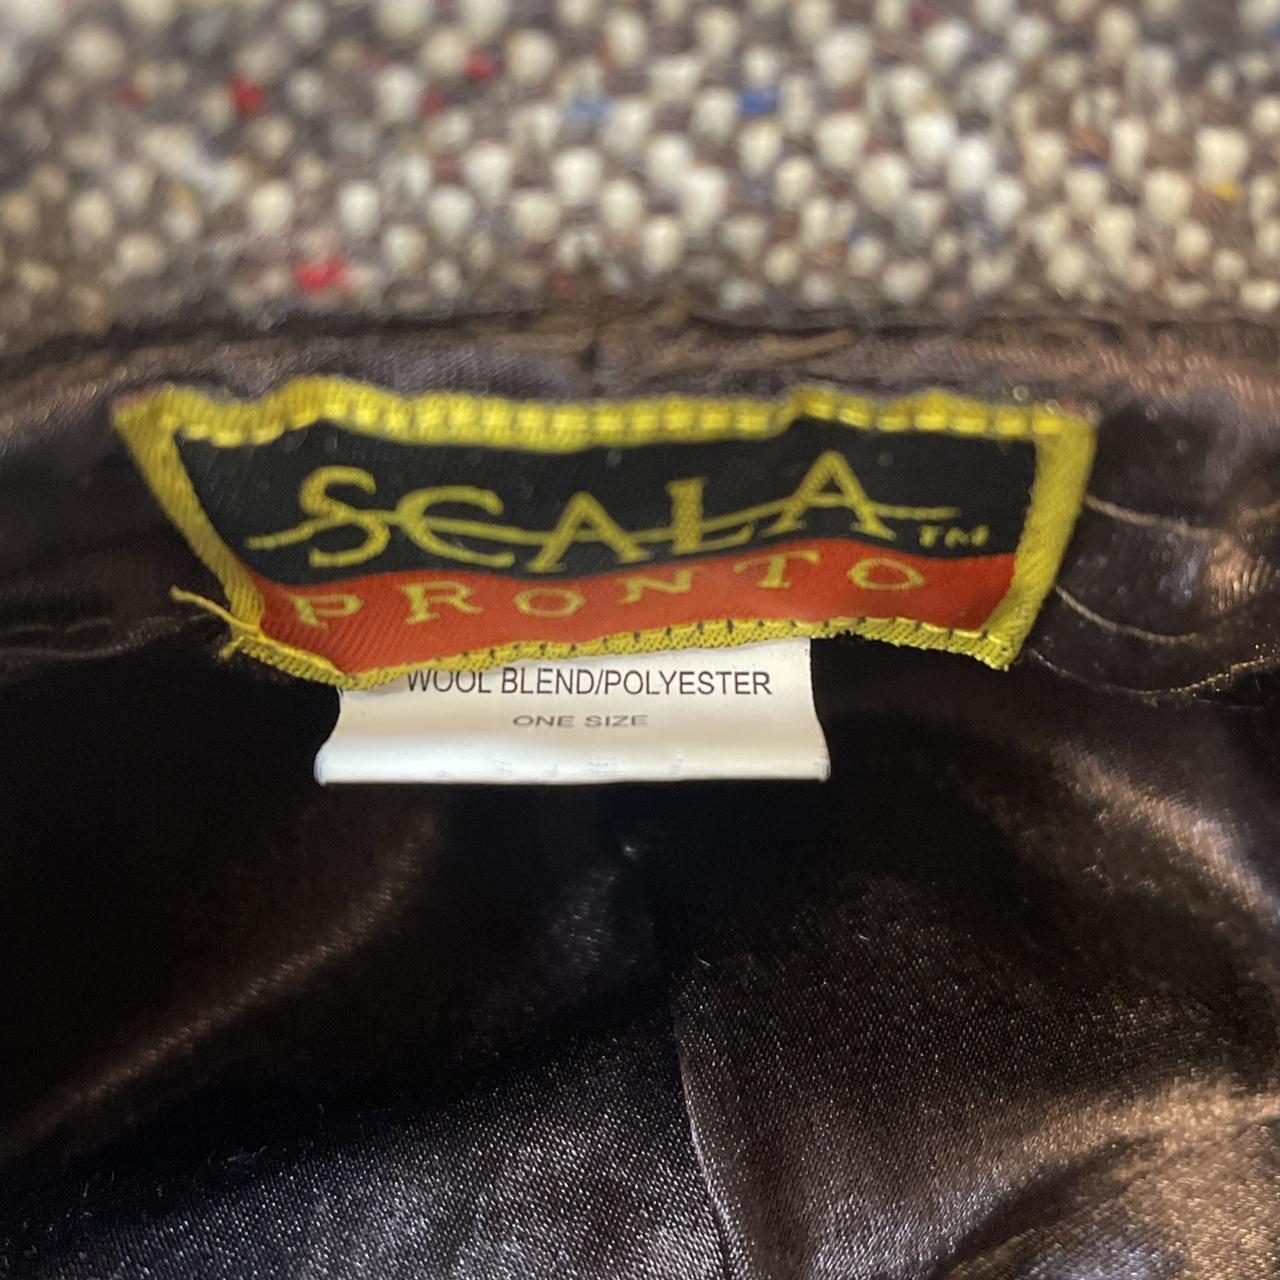 SCALA™
PRONTO
WOOL BLEND/POLYESTER
ONE SIZE